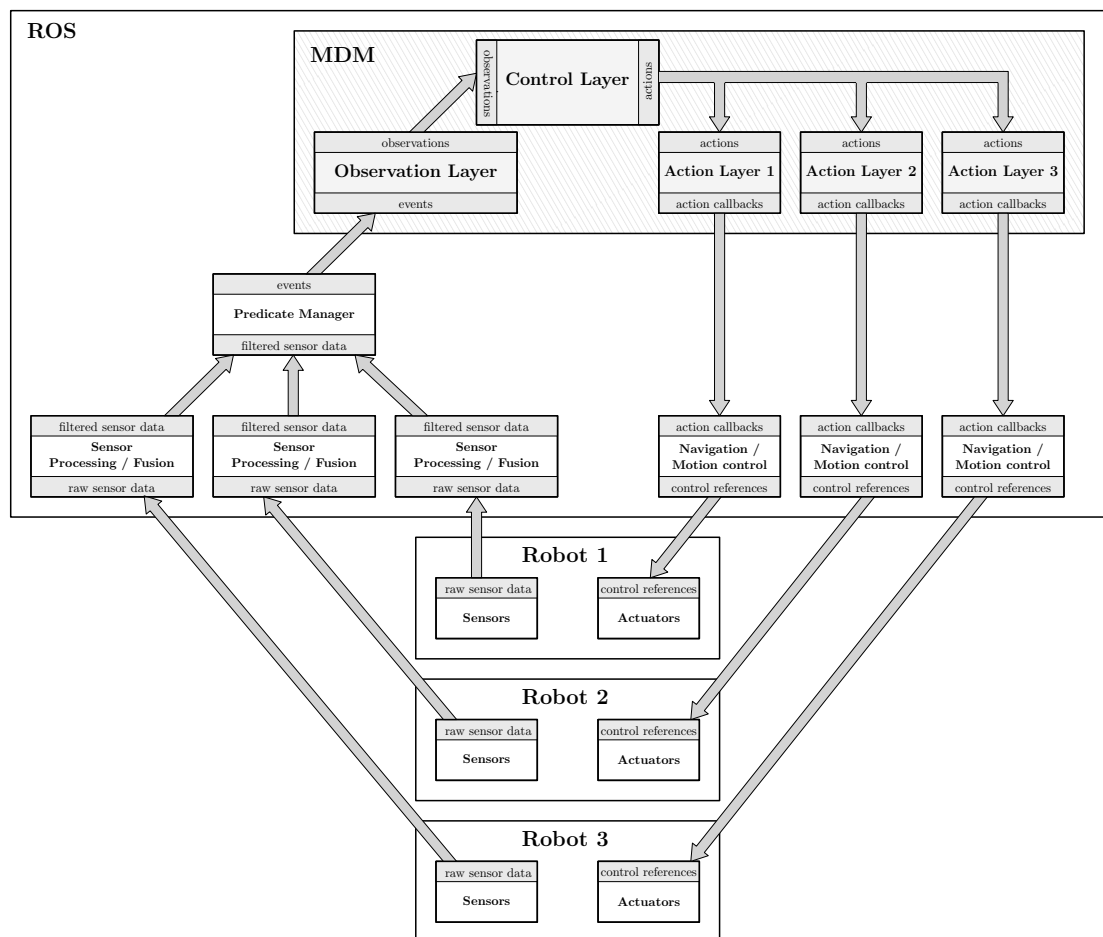 ROS
MDM
observations
Control Layer
actions
observations
Observation Layer
events
actions
Action Layer 1
action callbacks
actions
Action Layer 2
action callbacks
actions
Action Layer 3
action callbacks
events
Predicate Manager
filtered sensor data
filtered sensor data
Sensor
Processing / Fusion
raw sensor data
filtered sensor data
Sensor
Processing / Fusion
raw sensor data
filtered sensor data
Sensor
Processing / Fusion
raw sensor data
action callbacks
Navigation /
Motion control
control references
action callbacks
Navigation /
Motion control
control references
action callbacks
Navigation /
Motion control
control references
Robot 1
raw sensor data
Sensors
control references
Actuators
Robot 2
raw sensor data
Sensors
control references
Actuators
Robot 3
raw sensor data
Sensors
control references
Actuators